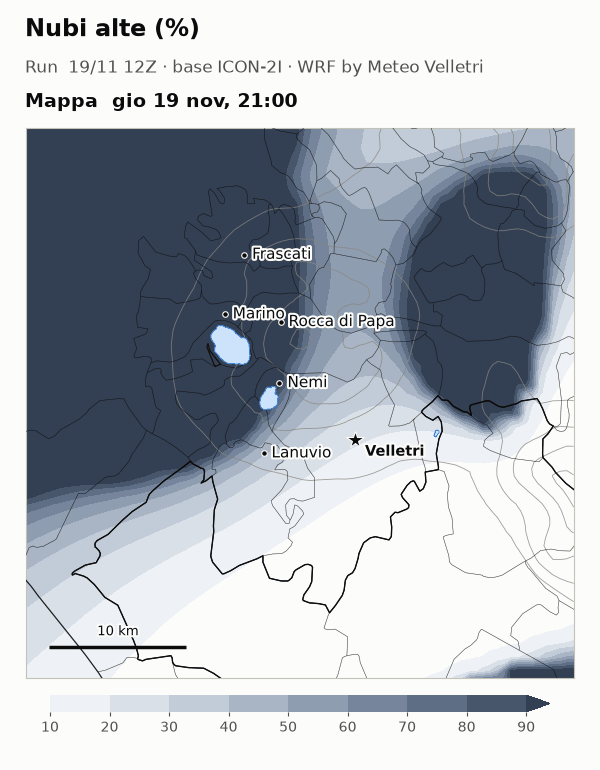 Nubi alte (%)
Run  19/11 12Z · base ICON-2I · WRF by Meteo Velletri
Mappa  gio 19 nov, 21:00
Frascati
Marino
Rocca di Papa
Nemi
Lanuvio
Velletri
10 km
10 20 30 40 50 60 70 80 90